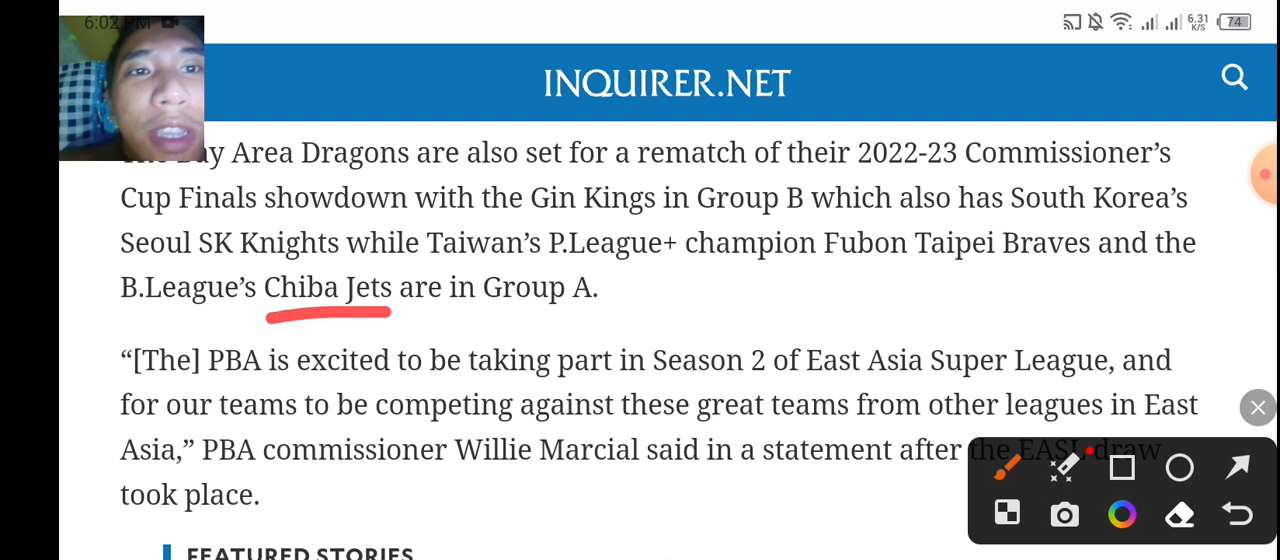 6:02 PM
6.31
K/S
74
INQUIRER.NET
Bay Area Dragons are also set for a rematch of their 2022-23 Commissioner’s
Cup Finals showdown with the Gin Kings in Group B which also has South Korea’s
Seoul SK Knights while Taiwan’s P.League+ champion Fubon Taipei Braves and the
B.League’s Chiba Jets are in Group A.
“[The] PBA is excited to be taking part in Season 2 of East Asia Super League, and
for our teams to be competing against these great teams from other leagues in East
Asia,” PBA commissioner Willie Marcial said in a statement after the EASL draw
took place.
FEATURED STORIES